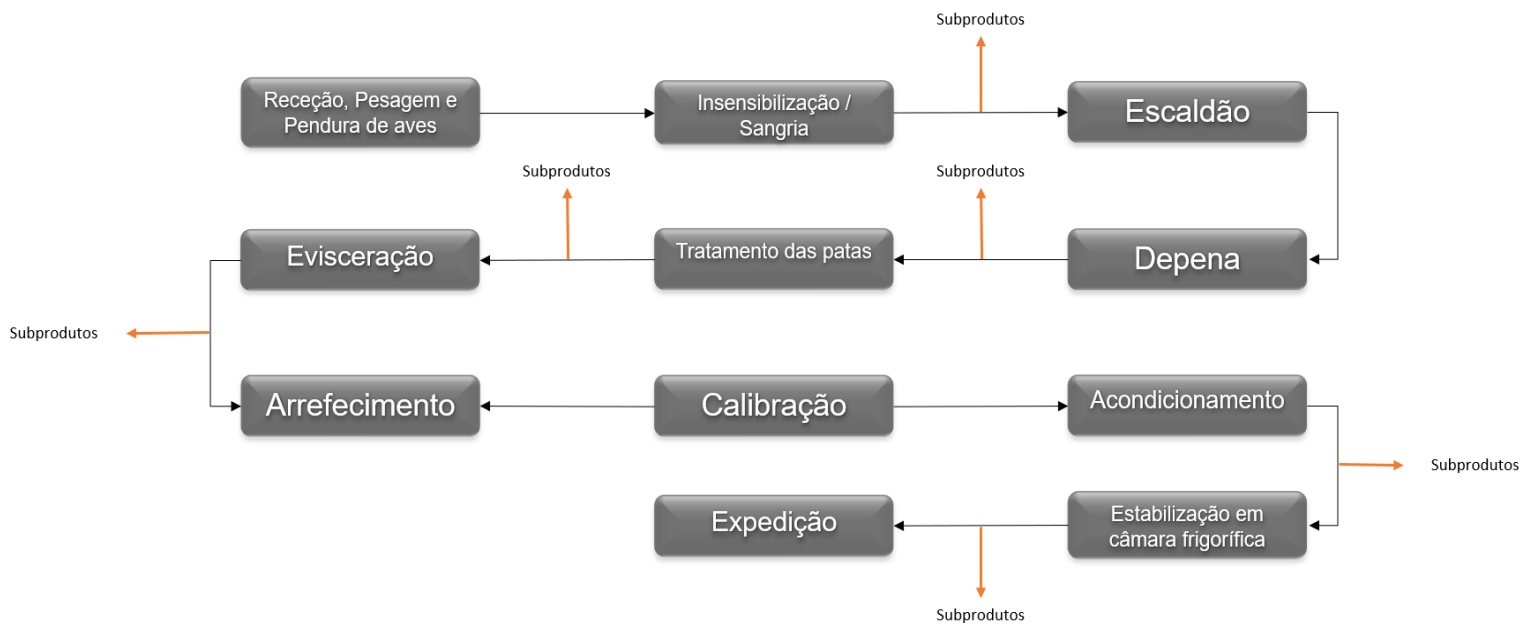 Subprodutos
Receção, Pesagem e
Pendura de aves
Insensibilização /
Sangria
Escaldão
Subprodutos
Subprodutos
Evisceração
Tratamento das patas
Depena
Subprodutos
Arrefecimento
Calibração
Acondicionamento
Subprodutos
Expedição
Estabilização em
câmara frigorífica
Subprodutos